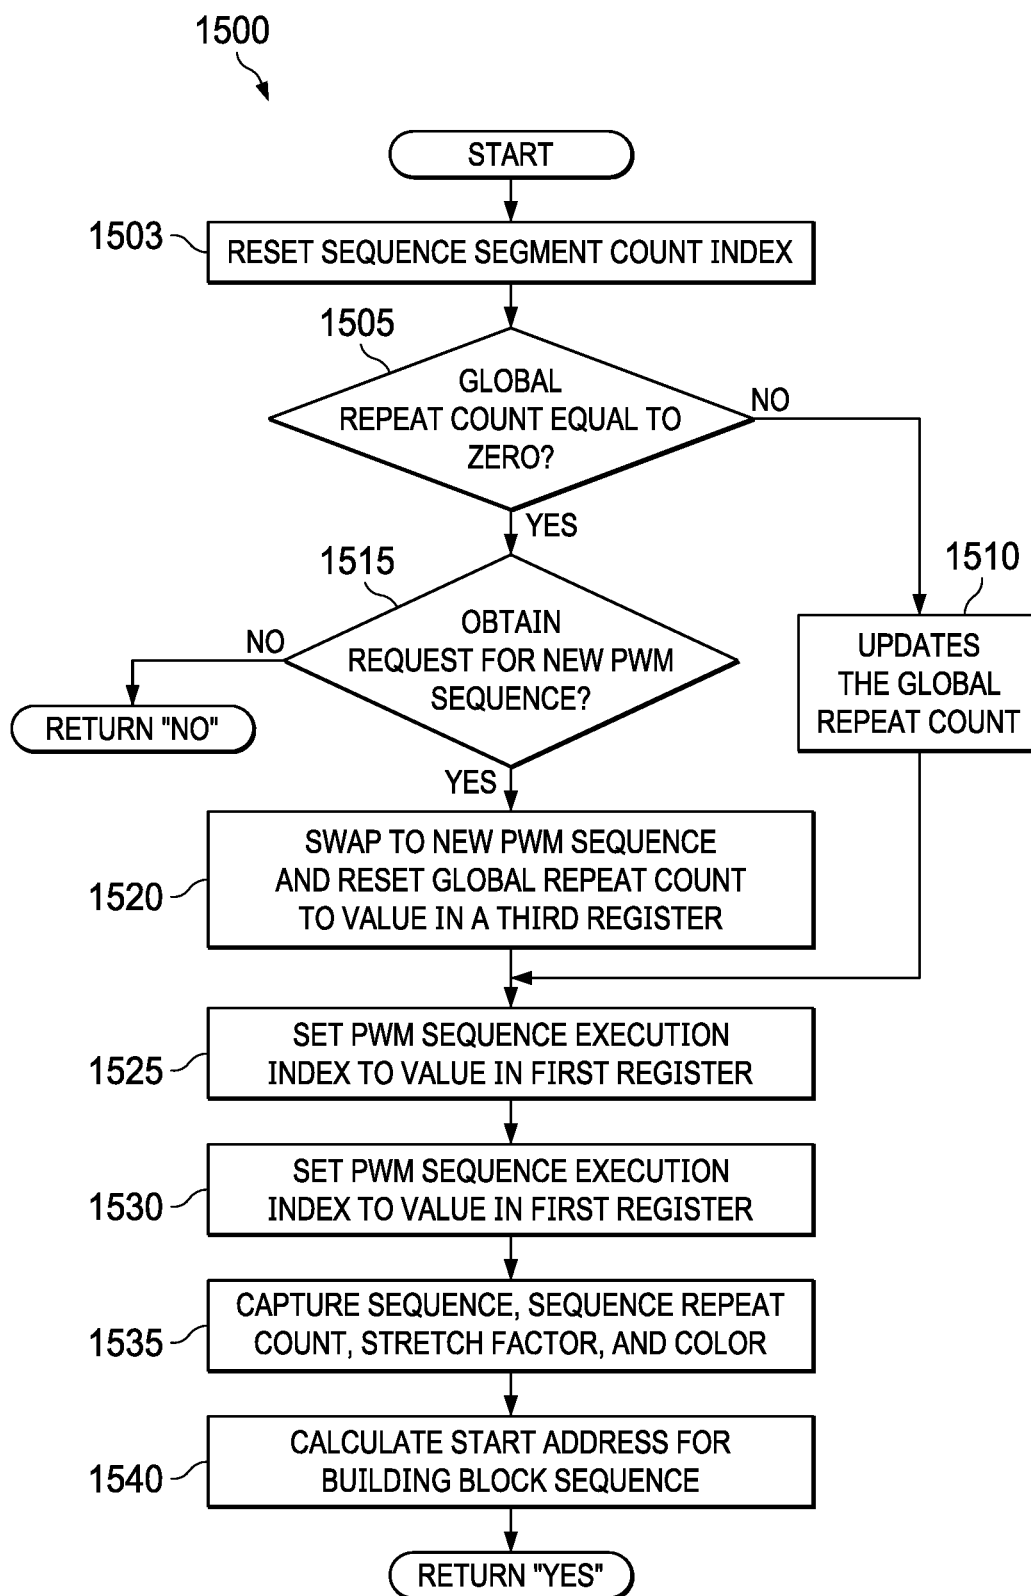 1500
START
1503
RESET SEQUENCE SEGMENT COUNT INDEX
1505
GLOBAL
REPEAT COUNT EQUAL TO
ZERO?
NO
YES
1515
OBTAIN
REQUEST FOR NEW PWM
SEQUENCE?
NO
RETURN "NO"
YES
1510
UPDATES
THE GLOBAL
REPEAT COUNT
1520
SWAP TO NEW PWM SEQUENCE
AND RESET GLOBAL REPEAT COUNT
TO VALUE IN A THIRD REGISTER
1525
SET PWM SEQUENCE EXECUTION
INDEX TO VALUE IN FIRST REGISTER
1530
SET PWM SEQUENCE EXECUTION
INDEX TO VALUE IN FIRST REGISTER
1535
CAPTURE SEQUENCE, SEQUENCE REPEAT
COUNT, STRETCH FACTOR, AND COLOR
1540
CALCULATE START ADDRESS FOR
BUILDING BLOCK SEQUENCE
RETURN "YES"